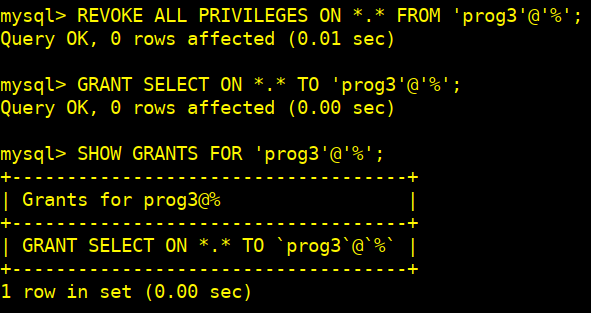 mysql> REVOKE ALL PRIVILEGES ON *.* FROM 'prog3'@'%';
Query OK, 0 rows affected (0.01 sec)
mysql> GRANT SELECT ON *.* TO 'prog3'@'%';
Query OK, 0 rows affected (0.00 sec)
mysql> SHOW GRANTS FOR 'prog3'@'%';
+------------------------------------+
| Grants for prog3@%                 |
+------------------------------------+
| GRANT SELECT ON *.* TO `prog3`@`%` |
+------------------------------------+
1 row in set (0.00 sec)